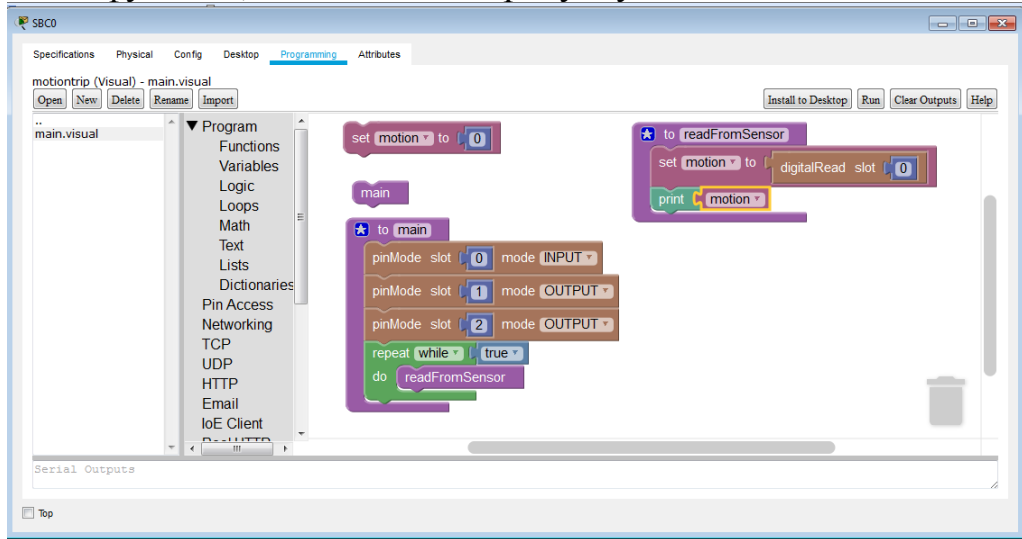 SBC0
Specifications Physical Config Desktop Programming Attributes
motiontrip (Visual) - main.visual
Open New Delete Rename Import Install to Desktop Run Clear Outputs Help
..
main.visual
Program
Functions
Variables
Logic
Loops
Math
Text
Lists
Dictionaries
Pin Access
Networking
TCP
UDP
HTTP
Email
IoE Client
set motion to 0
main
to main
pinMode slot 0 mode INPUT
pinMode slot 1 mode OUTPUT
pinMode slot 2 mode OUTPUT
repeat while true
do readFromSensor
to readFromSensor
set motion to digitalRead slot 0
print motion
Serial Outputs
Top